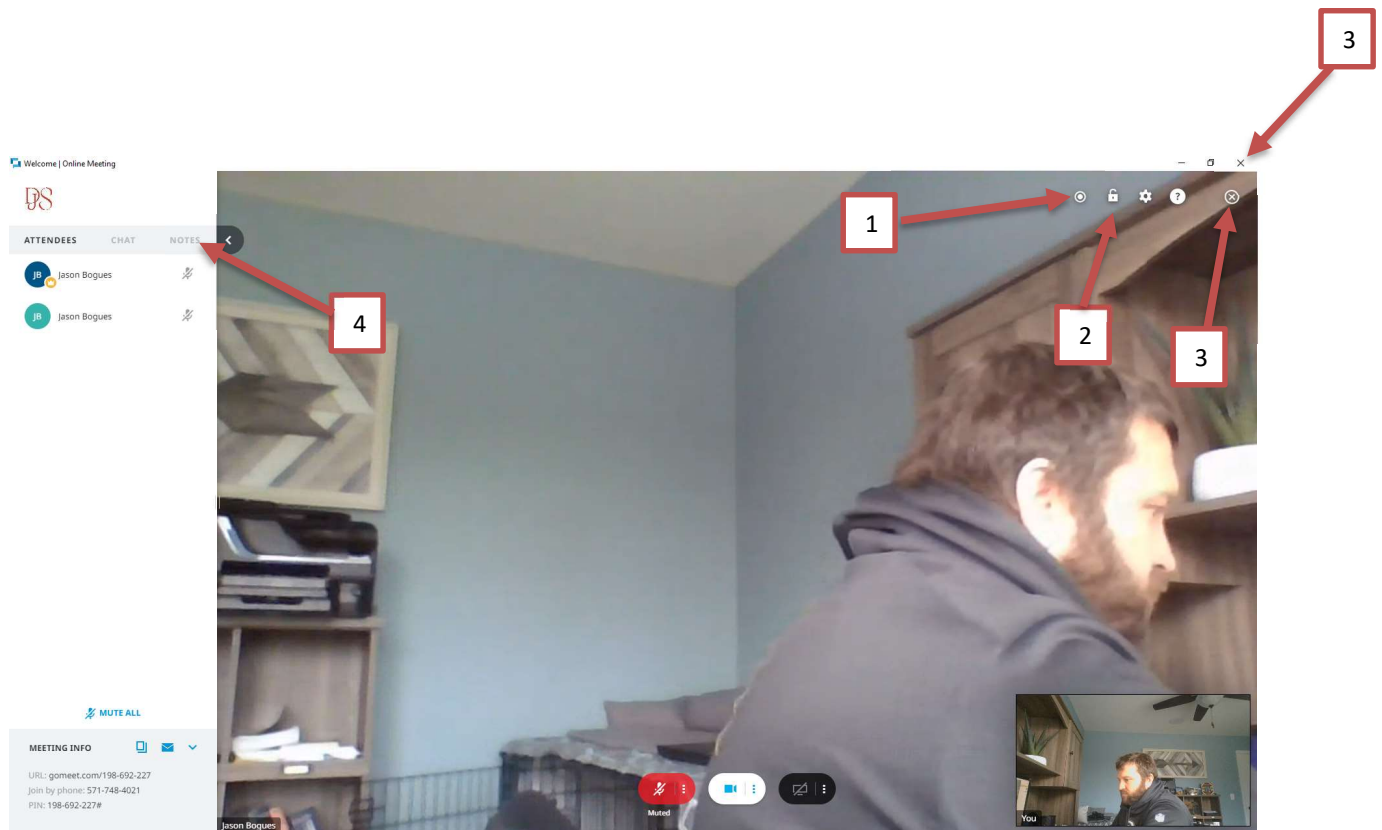 3
Welcome | Online Meeting
DJS
ATTENDEES CHAT NOTES
1
JB Jason Bogues
JB Jason Bogues
4
2
3
MUTE ALL
MEETING INFO
URL: gomeet.com/198-692-227
Join by phone: 571-748-4021
PIN: 198-692-227#
Muted
Jason Bogues
You